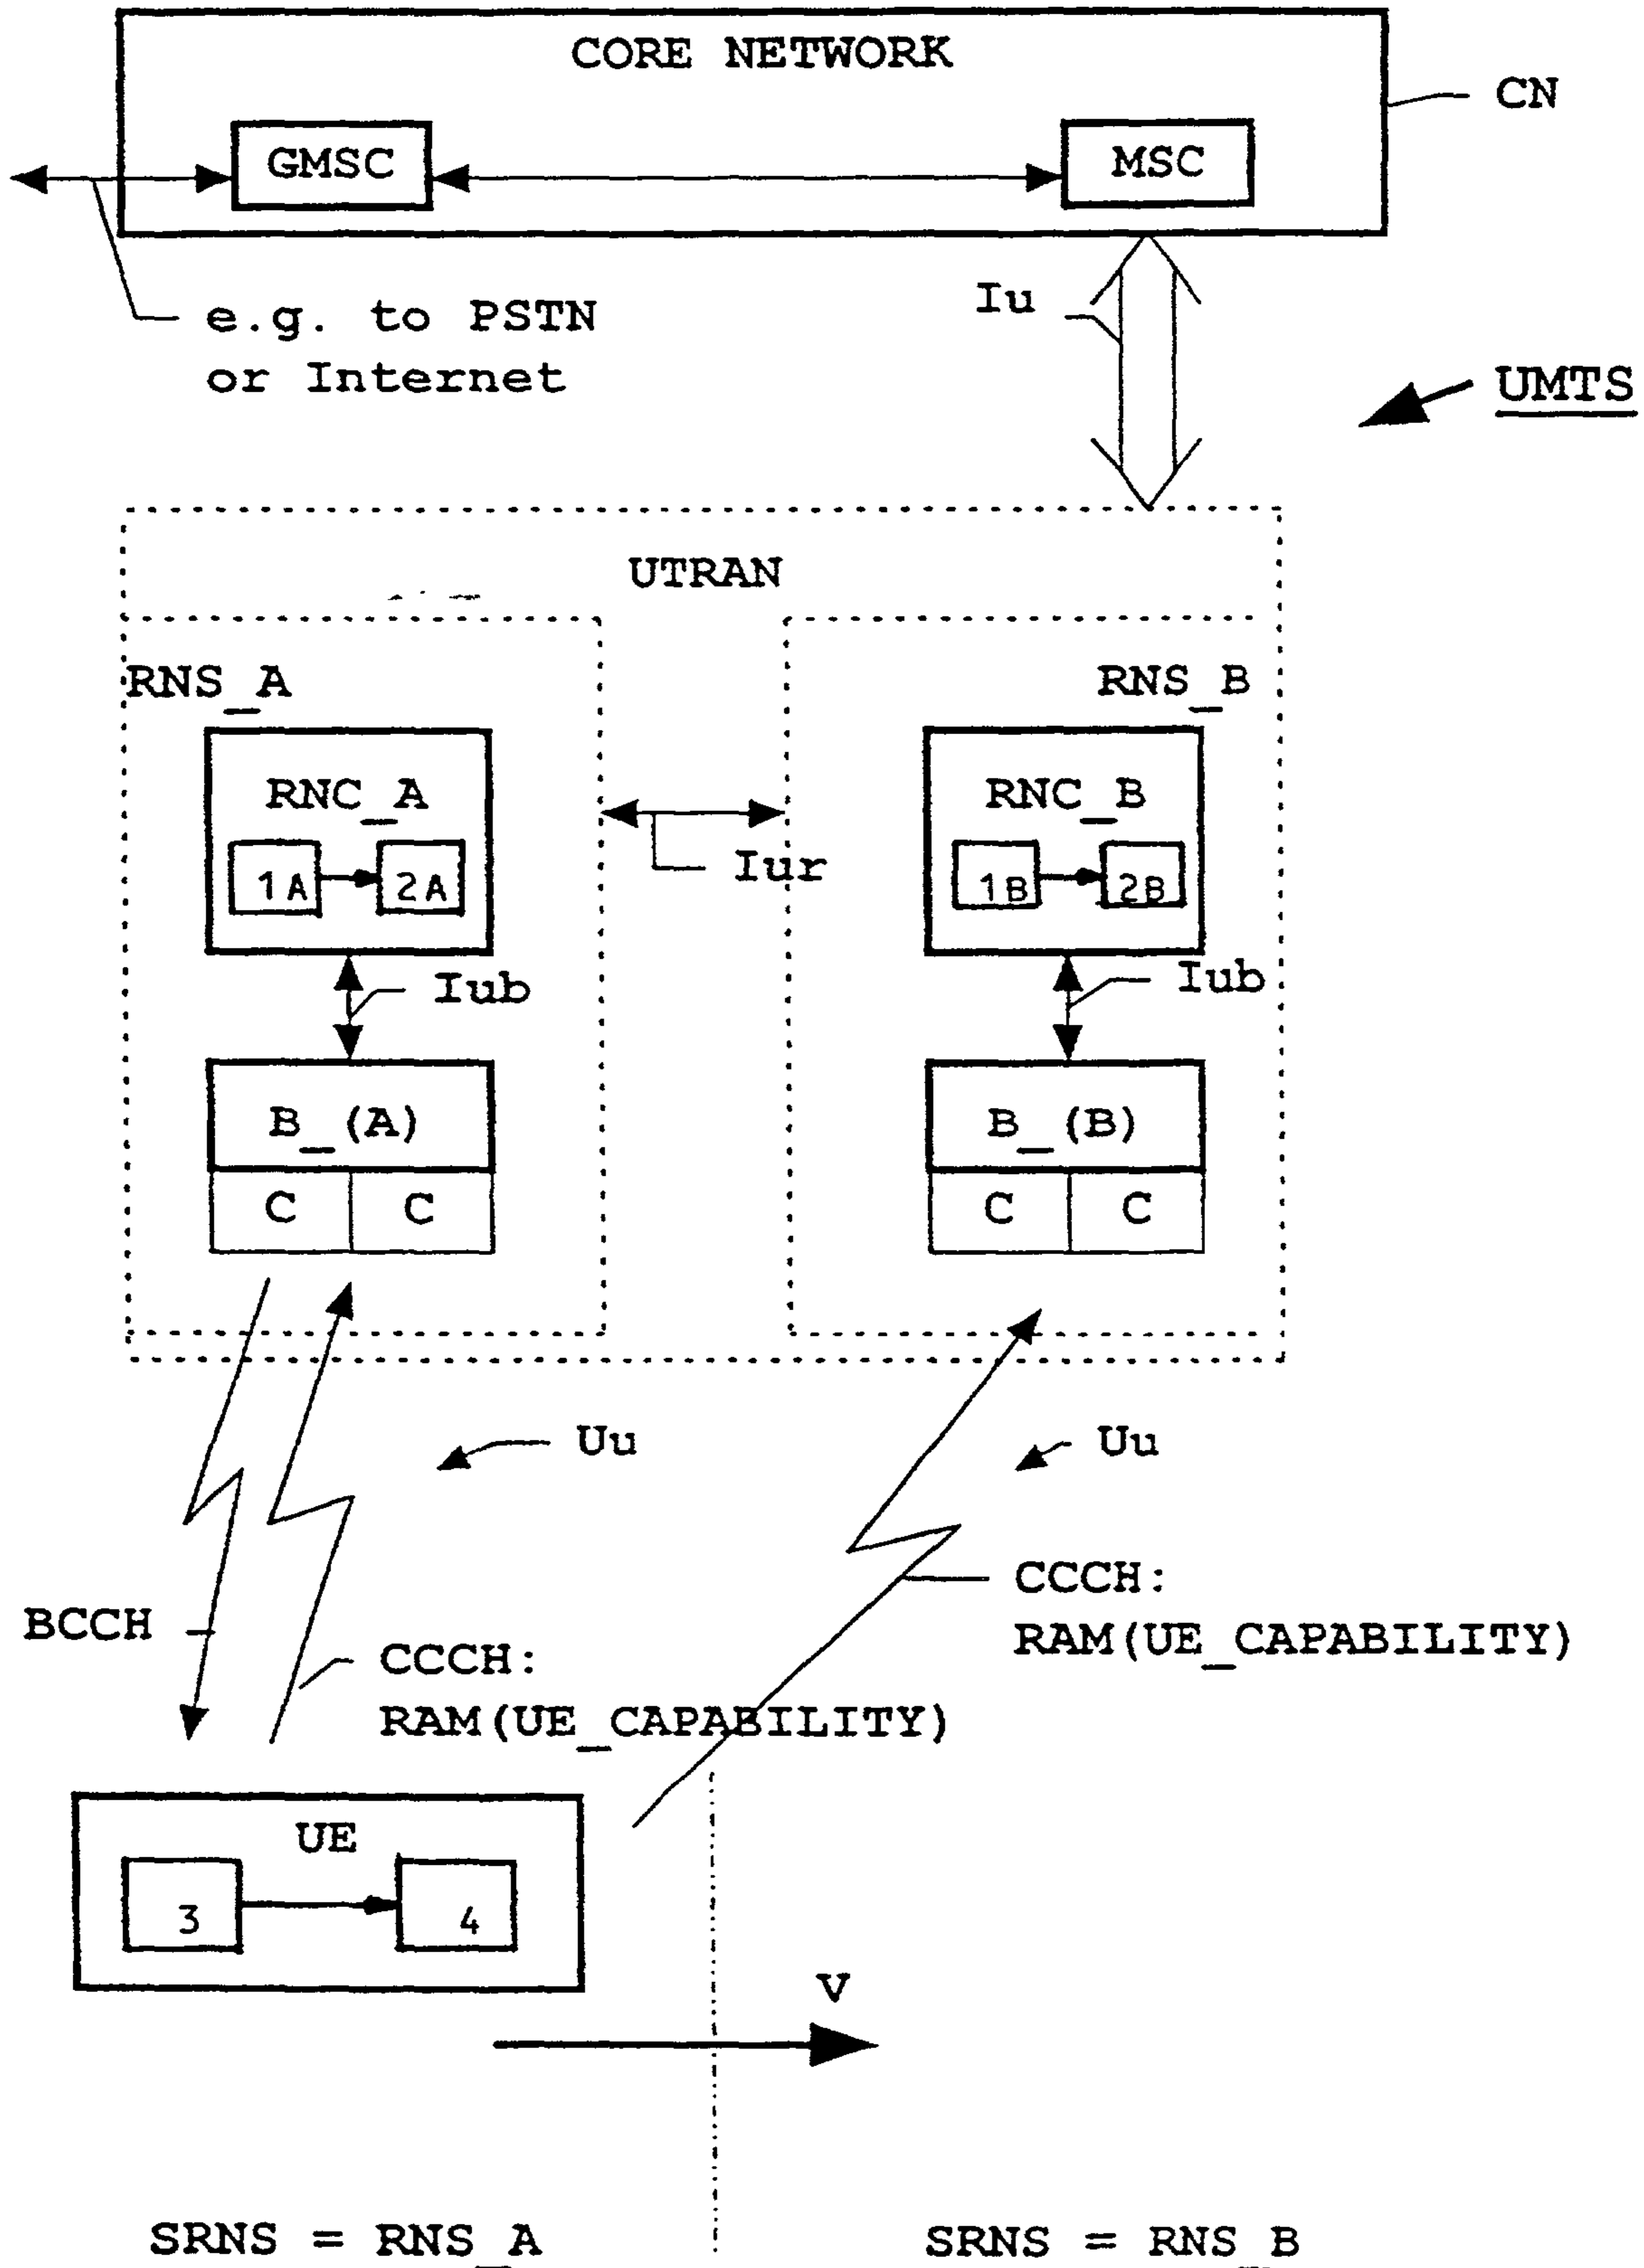 CORE NETWORK
CN
GMSC
MSC
e.g. to PSTN
or Internet
Iu
UMTS
UTRAN
RNS_A
RNS_B
RNC_A
RNC_B
1A
2A
Iur
1B
2B
Iub
Iub
B_(A)
B_(B)
C
C
C
C
Uu
Uu
BCCH
CCCH:
RAM(UE_CAPABILITY)
CCCH:
RAM(UE_CAPABILITY)
UE
3
4
V
SRNS = RNS_A
SRNS = RNS_B